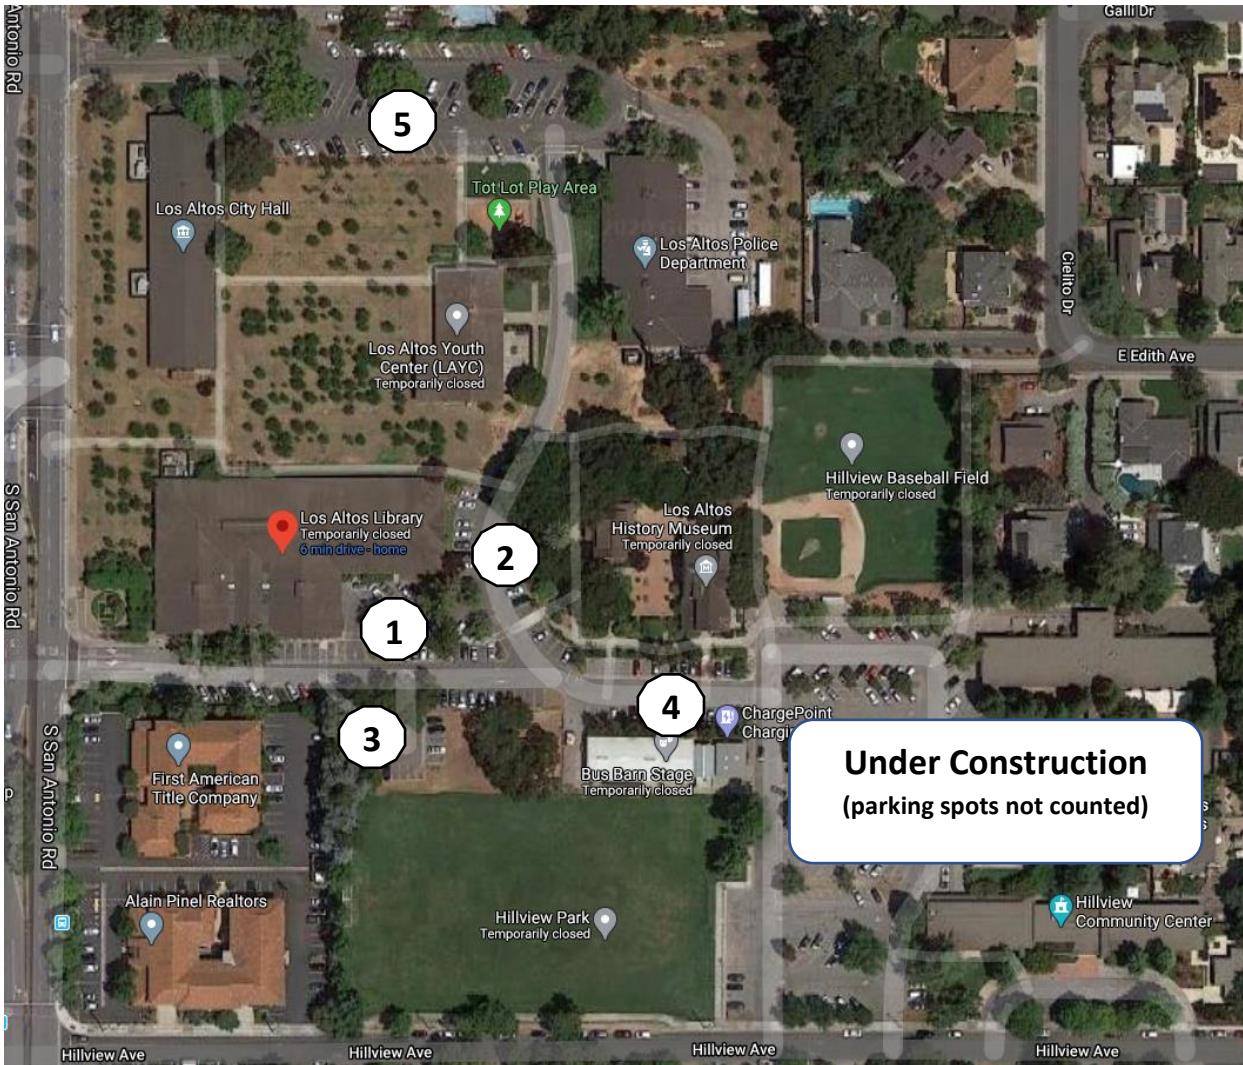 Antonio Rd
Galli Dr
5
Tot Lot Play Area
Los Altos City Hall
Los Altos Police
Department
Cielito Dr
Los Altos Youth
Center (LAYC)
Temporarily closed
E Edith Ave
Hillview Baseball Field
Temporarily closed
S San Antonio Rd
Los Altos Library
Temporarily closed
6 min drive - home
Los Altos
History Museum
Temporarily closed
2
1
4
3
ChargePoint
Chargin
S San Antonio Rd
First American
Title Company
Bus Barn Stage
Temporarily closed
Under Construction
(parking spots not counted)
p
s
s
Alain Pinel Realtors
Hillview Park
Temporarily closed
Hillview
Community Center
Hillview Ave
Hillview Ave
Hillview Ave
Hillview Ave